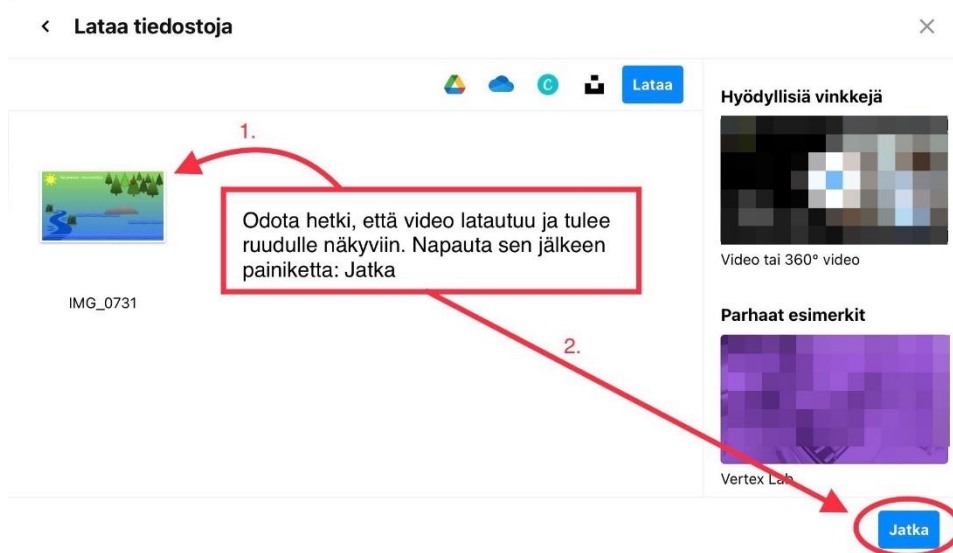 Lataa tiedostoja
C
Lataa
Hyödyllisiä vinkkejä
1.
Odota hetki, että video latautuu ja tulee
ruudulle näkyviin. Napauta sen jälkeen
painiketta: Jatka
Video tai 360° video
IMG_0731
Parhaat esimerkit
2.
Vertex Lab
Jatka